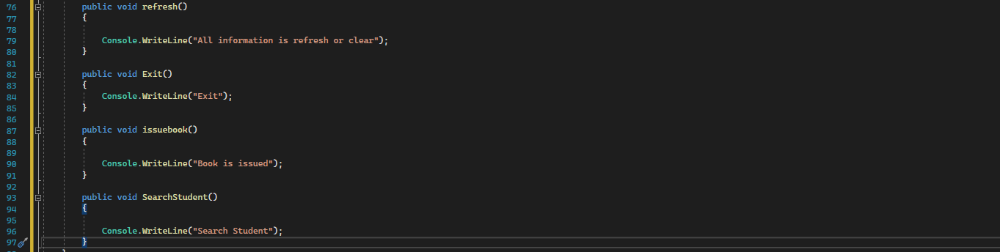 76 public void refresh()
77 {
78
79 Console.WriteLine("All information is refresh or clear");
80 }
81
82 public void Exit()
83 {
84 Console.WriteLine("Exit");
85 }
86
87 public void issuebook()
88 {
89
90 Console.WriteLine("Book is issued");
91 }
92
93 public void SearchStudent()
94 {
95
96 Console.WriteLine("Search Student");
97 }